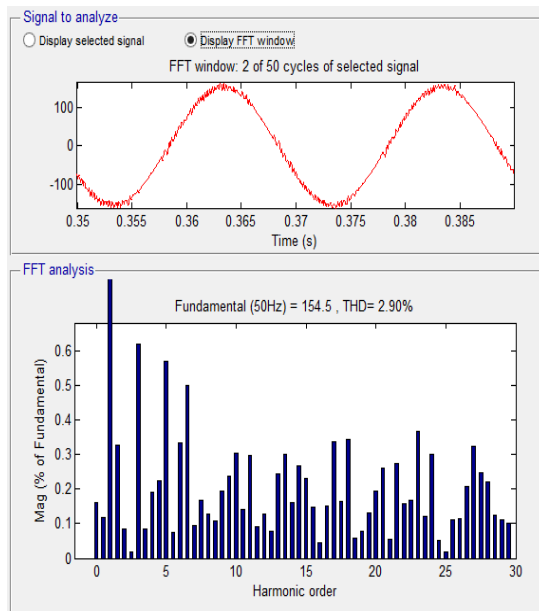 Signal to analyze
Display selected signal
Display FFT window
FFT window: 2 of 50 cycles of selected signal
100
0
-100
0.35 0.355 0.36 0.365 0.37 0.375 0.38 0.385
Time (s)
FFT analysis
Fundamental (50Hz) = 154.5 , THD= 2.90%
Mag (% of Fundamental)
0.6
0.5
0.4
0.3
0.2
0.1
0
0 5 10 15 20 25 30
Harmonic order